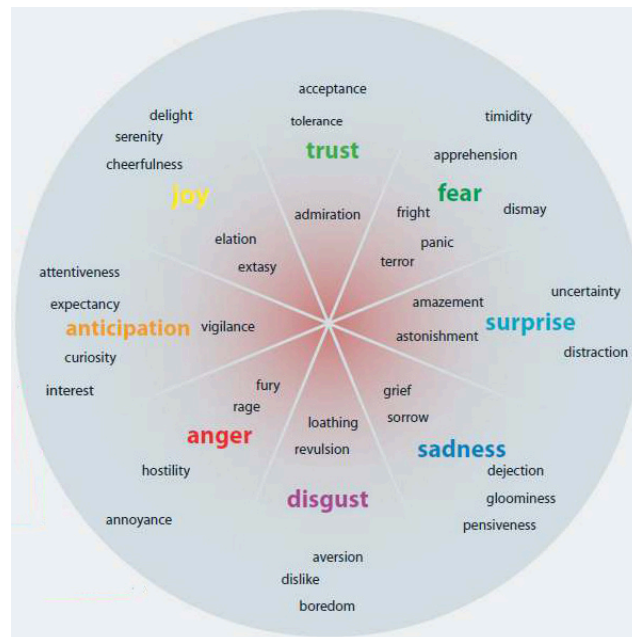 acceptance
delight
timidity
tolerance
serenity
trust
apprehension
cheerfulness
joy
fear
admiration
fright
dismay
elation
panic
extasy
terror
attentiveness
uncertainty
expectancy
amazement
anticipation
vigilance
surprise
astonishment
curiosity
distraction
interest
fury
grief
rage
sorrow
loathing
anger
revulsion
sadness
hostility
dejection
disgust
gloominess
annoyance
pensiveness
aversion
dislike
boredom